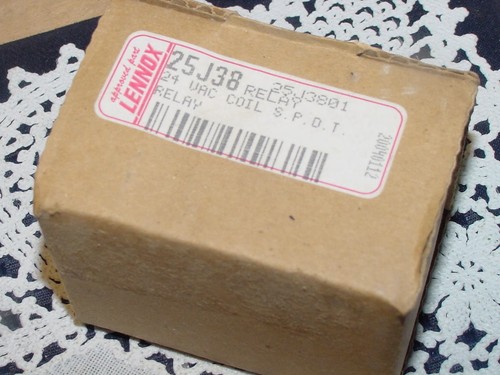 approved part
LENNOX
25J38 25J3801
RELAY
24 VAC COIL S.P.D.T.
RELAY
20040112